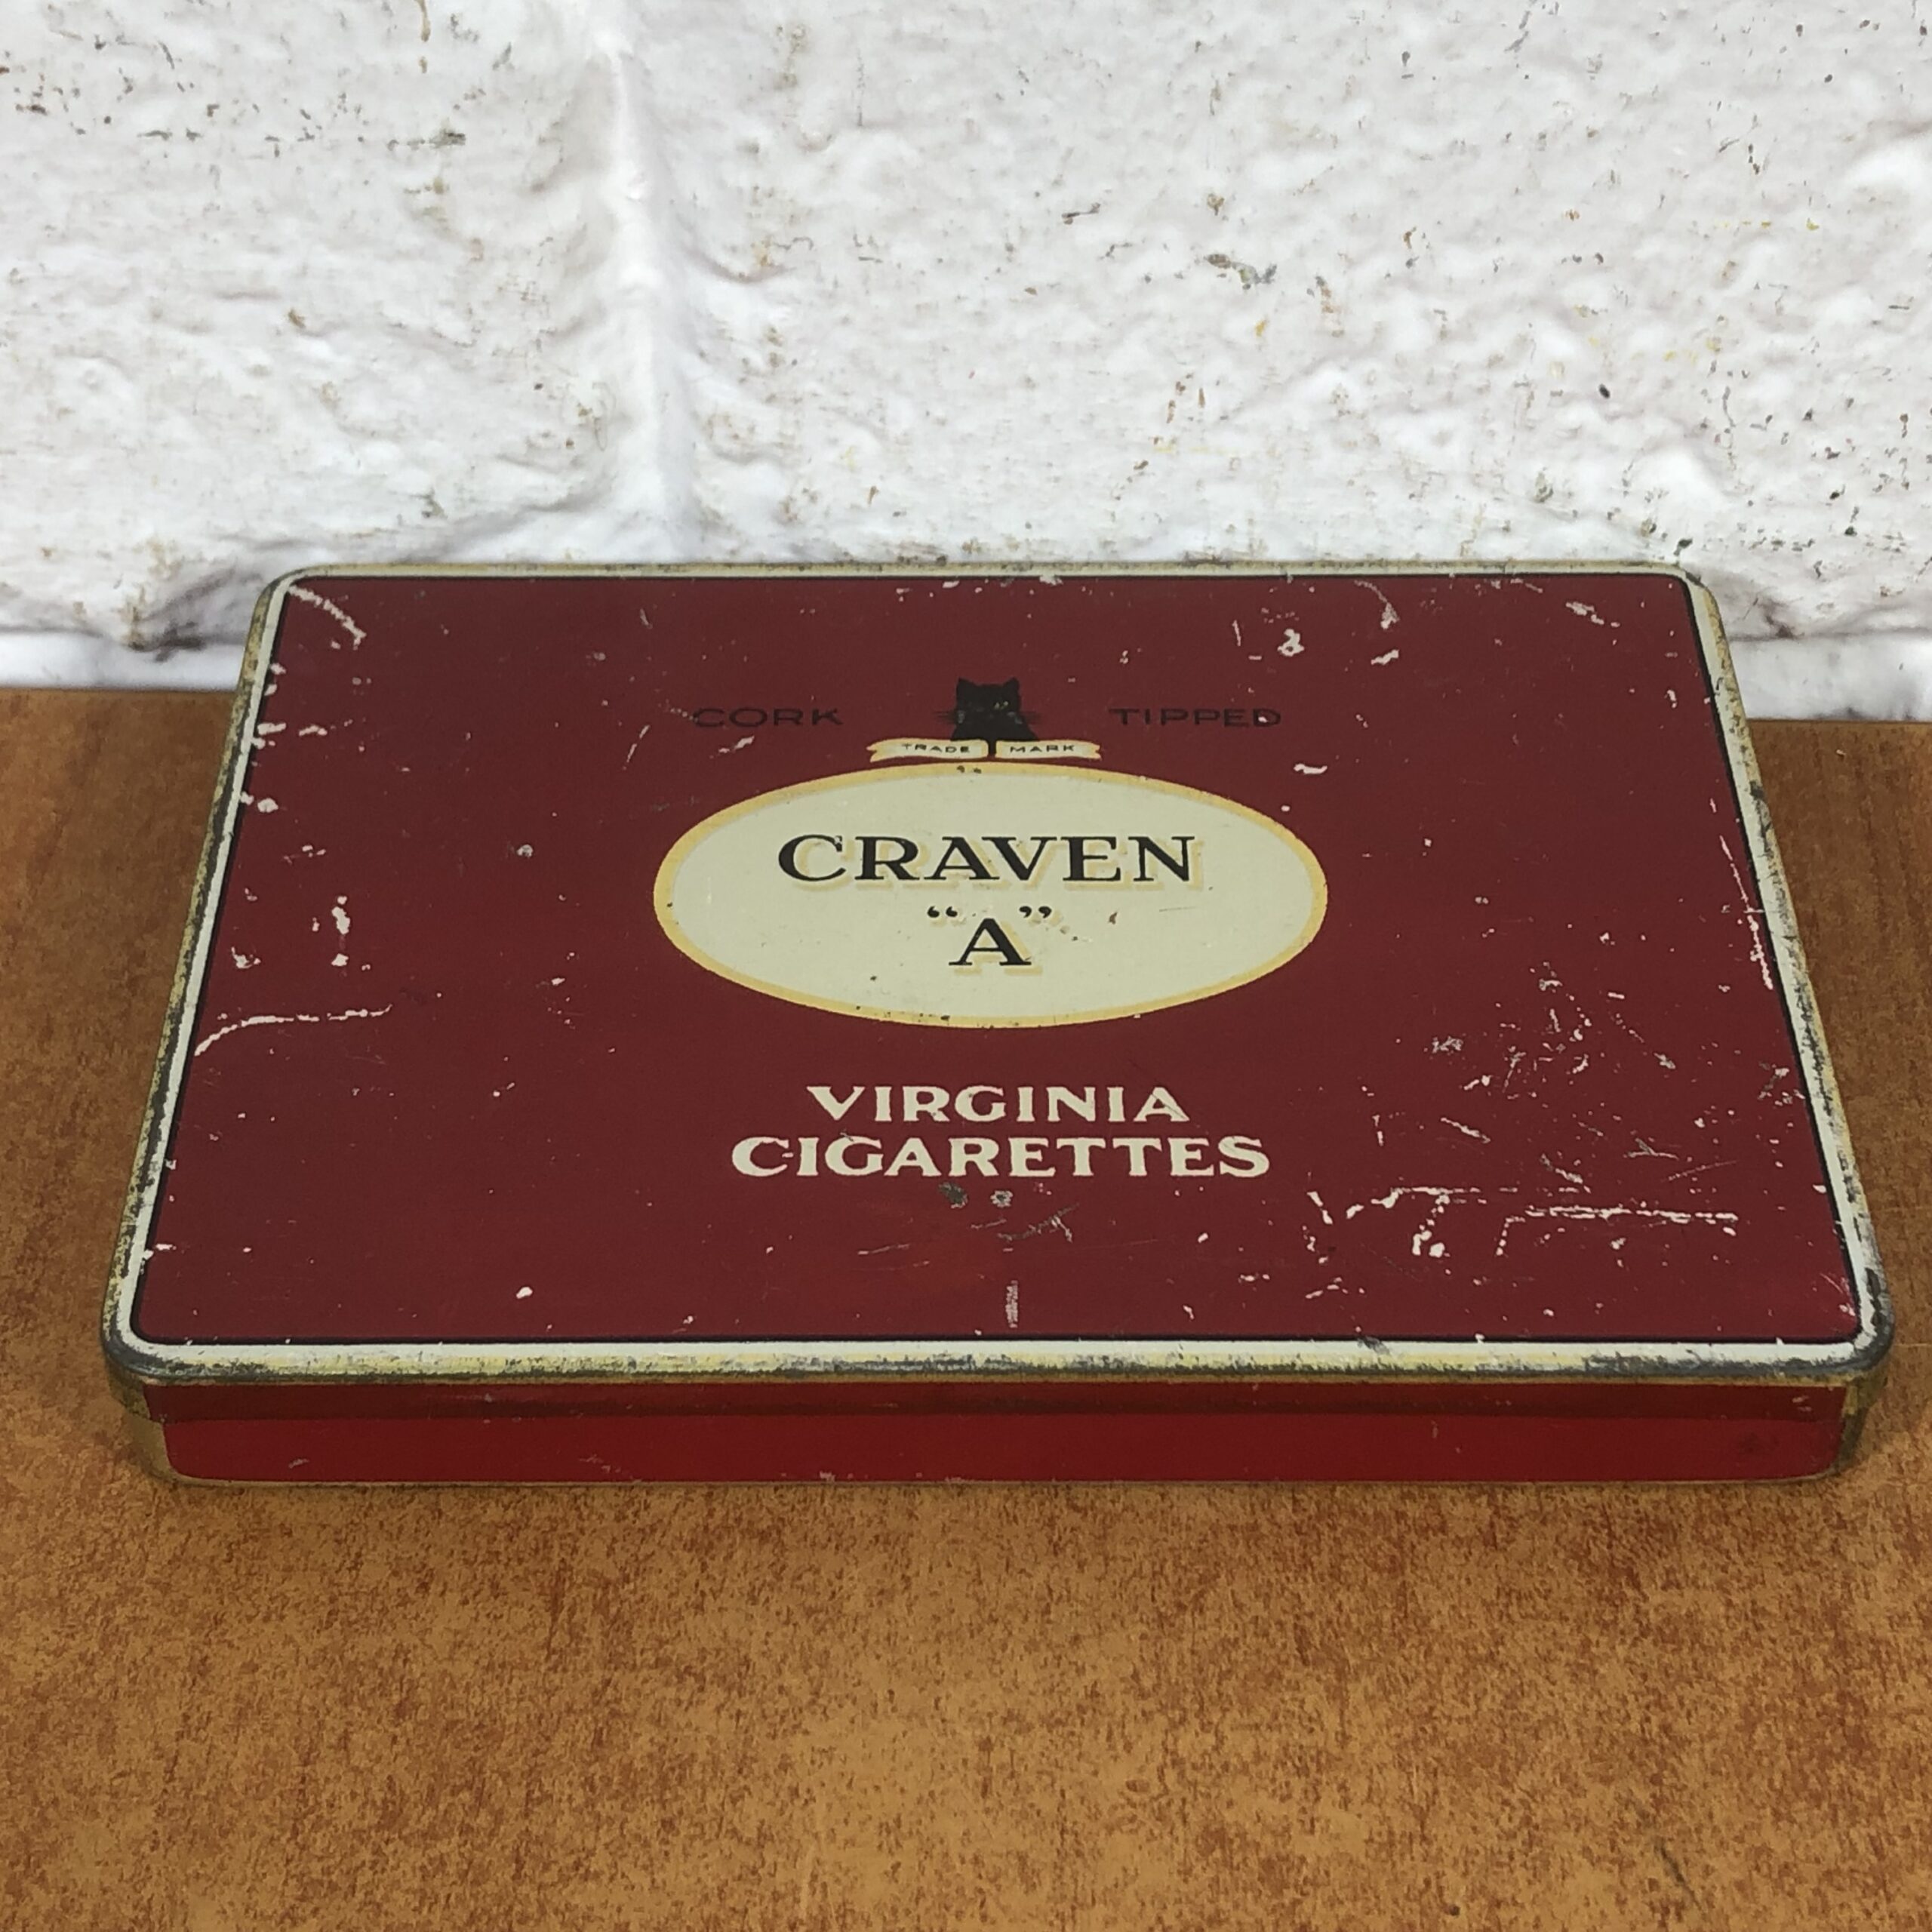 CORK TIPPED
TRADE MARK
CRAVEN
“A”
VIRGINIA
CIGARETTES